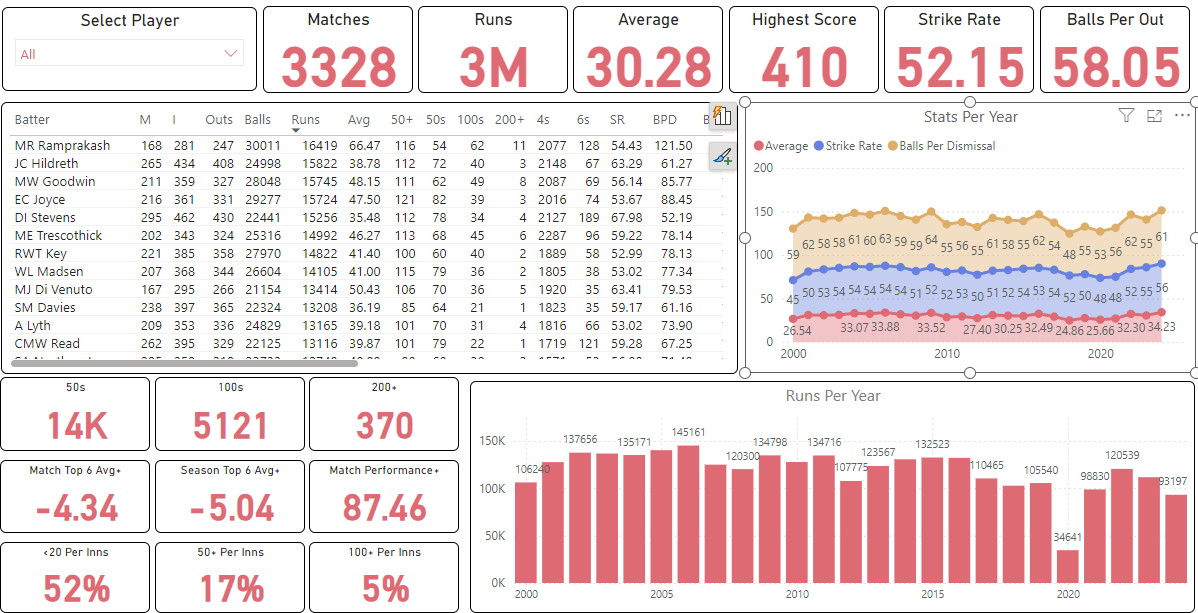 Select Player
All
Matches
3328
Runs
3M
Average
30.28
Highest Score
410
Strike Rate
52.15
Balls Per Out
58.05
Batter M I Outs Balls Runs Avg 50+ 50s 100s 200+ 4s 6s SR BPD
MR Ramprakash 168 281 247 30011 16419 66.47 116 54 62 11 2077 128 54.43 121.50
JC Hildreth 265 434 408 24998 15822 38.78 112 72 40 3 2148 67 63.29 61.27
MW Goodwin 211 359 327 28048 15745 48.15 111 62 49 8 2087 69 56.14 85.77
EC Joyce 216 361 331 29277 15717 47.50 121 82 39 3 2016 74 53.67 88.45
DI Stevens 295 462 430 22441 15256 35.48 112 78 34 4 2127 189 67.98 52.19
ME Trescothick 202 343 324 25316 14992 46.27 113 68 45 6 2287 96 59.22 78.14
RWT Key 221 385 358 27970 14822 41.40 100 60 40 2 1889 58 52.99 78.13
WL Madsen 207 368 344 26604 14105 41.00 115 79 36 2 1805 38 53.02 77.34
MJ Di Venuto 167 295 266 21154 13414 50.43 106 70 36 5 1920 35 63.41 79.53
SM Davies 238 397 365 22324 13208 36.19 85 64 21 1 1823 35 59.17 61.16
A Lyth 209 353 336 24829 13165 39.18 101 70 31 4 1816 66 53.02 73.90
CMW Read 262 395 329 22125 13116 39.87 101 79 22 1 1719 121 59.28 67.25
Stats Per Year
Average Strike Rate Balls Per Dismissal
200
150
100
50
0
59 62 58 58 61 60 63 59 59 64 55 56 55 61 58 55 62 54 48 55 53 56 62 55 61
45 50 53 54 54 54 54 54 51 52 52 53 50 51 52 54 53 54 52 50 48 48 52 55 56
26.54 33.07 33.88 33.52 27.40 30.25 32.49 24.86 25.66 32.30 34.23
2000 2010 2020
50s
14K
100s
5121
200+
370
Match Top 6 Avg+
-4.34
Season Top 6 Avg+
-5.04
Match Performance+
87.46
<20 Per Inns
52%
50+ Per Inns
17%
100+ Per Inns
5%
Runs Per Year
150K
100K
50K
0K
106240 137656 135171 145161 120300 134798 134716 107775 123567 132523 110465 105540 34641 98830 120539 93197
2000 2005 2010 2015 2020